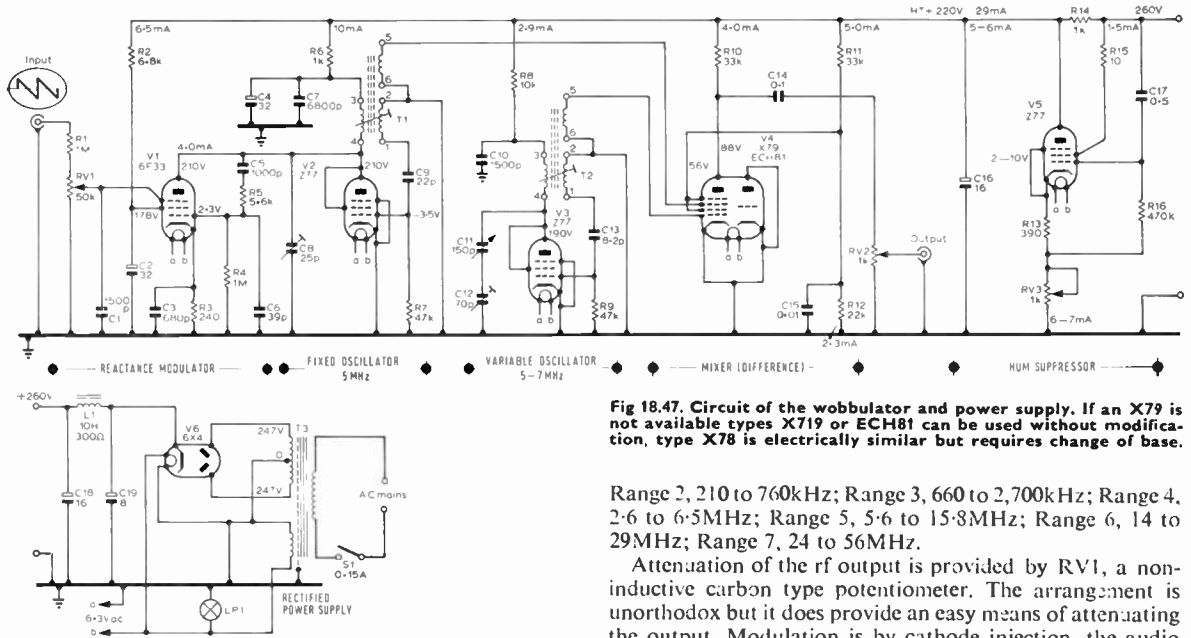 6·5mA
10mA
2·9mA
4·0mA
5·0mA
HT+ 220V 29mA
5-6mA
R14
1k
1·5mA
260V
Input
R2
6·8k
R6
1k
C4
32
C7
6800p
5
6
2
3
T1
4
1
R8
10k
C10
1500p
5
6
2
3
T2
4
1
R10
33k
C14
0·1
R11
33k
R15
10
C17
0·5
R1
1M
RV1
50k
V1
6F33
4·0mA
210V
178V
2·3V
C5
1000p
R5
5·6k
V2
Z77
210V
C9
22p
-3·5V
C8
25p
V3
Z77
190V
C11
150p
C12
70p
C13
8·2p
88V
56V
V4
X79
ECH81
V5
Z77
2-10V
C16
16
R13
390
R16
470k
RV2
1k
Output
RV3
1k
6-7mA
C2
32
1500
p
C1
C3
680p
R3
240
R4
1M
C6
39p
R7
47k
R9
47k
C15
0·01
R12
22k
2·3mA
a b
a b
a b
a b
REACTANCE MODULATOR
FIXED OSCILLATOR
5MHz
VARIABLE OSCILLATOR
5-7MHz
MIXER (DIFFERENCE)
HUM SUPPRESSOR
+260V
L1
10H
300Ω
V6
6X4
247V
0
247V
T3
C18
16
C19
8
AC mains
S1
0·15A
RECTIFIED
POWER SUPPLY
LP1
a
6·3vac
b
Fig 18.47. Circuit of the wobbulator and power supply. If an X79 is
not available types X719 or ECH81 can be used without modifica-
tion, type X78 is electrically similar but requires change of base.
Range 2, 210 to 760kHz; Range 3, 660 to 2,700kHz; Range 4,
2·6 to 6·5MHz; Range 5, 5·6 to 15·8MHz; Range 6, 14 to
29MHz; Range 7, 24 to 56MHz.
Attenuation of the rf output is provided by RV1, a non-
inductive carbon type potentiometer. The arrangement is
unorthodox but it does provide an easy means of attenuating
the output. Modulation is by cathode injection, the audio